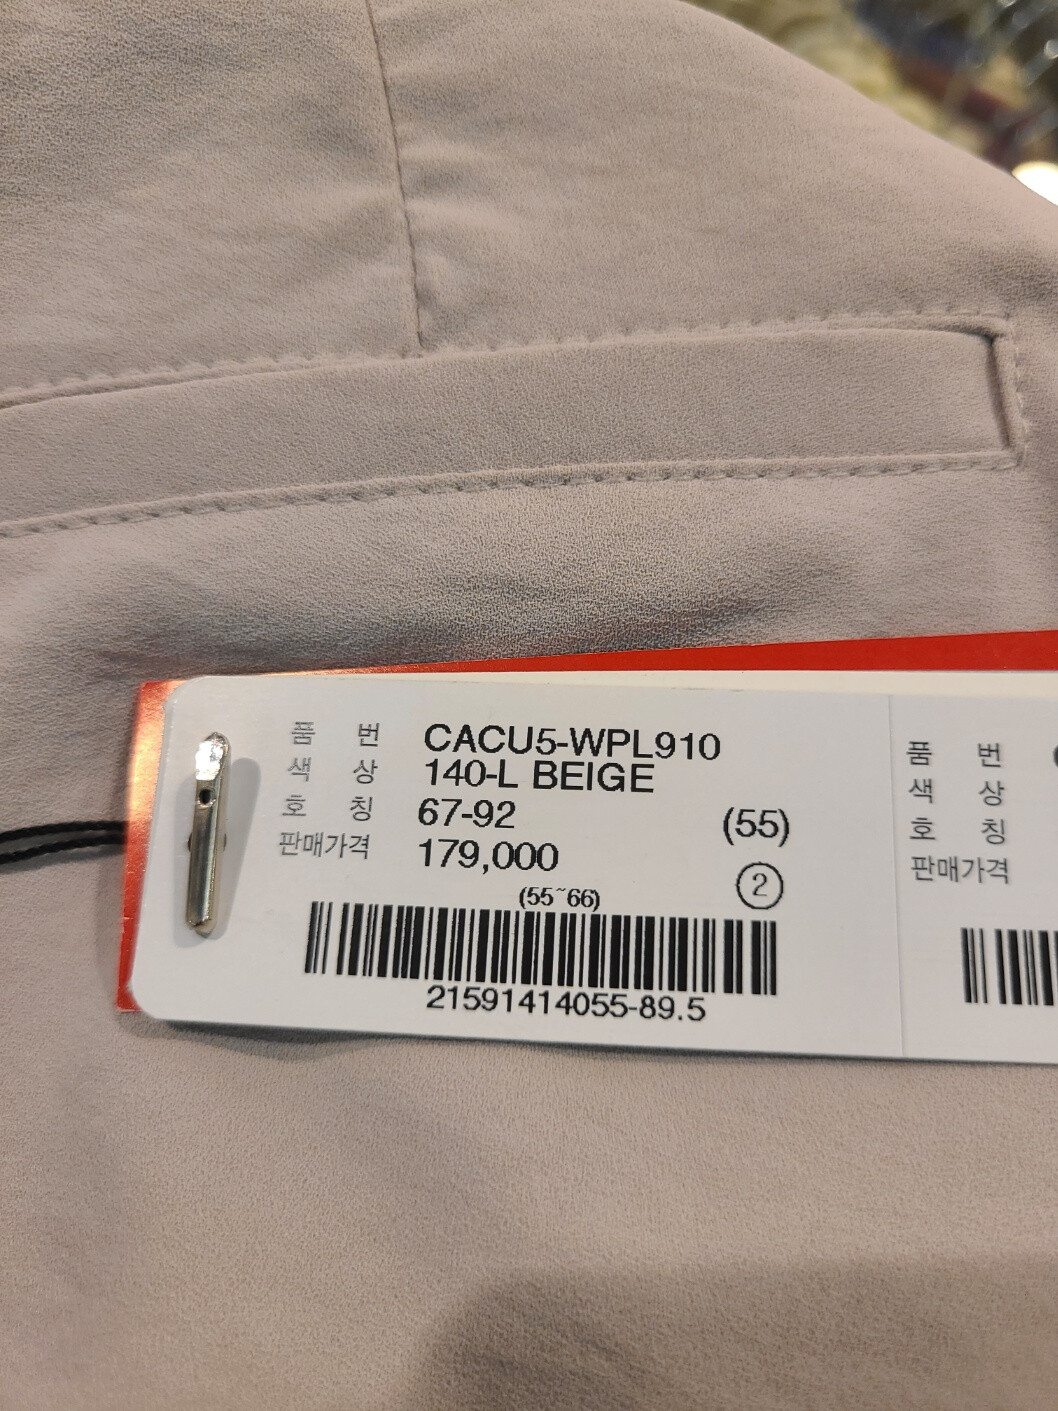 품 번 CACU5-WPL910
색 상 140-L BEIGE
호 칭 67-92 (55)
판매가격 179,000
(55~66) 2
21591414055-89.5
품 번
색 상
호 칭
판매가격